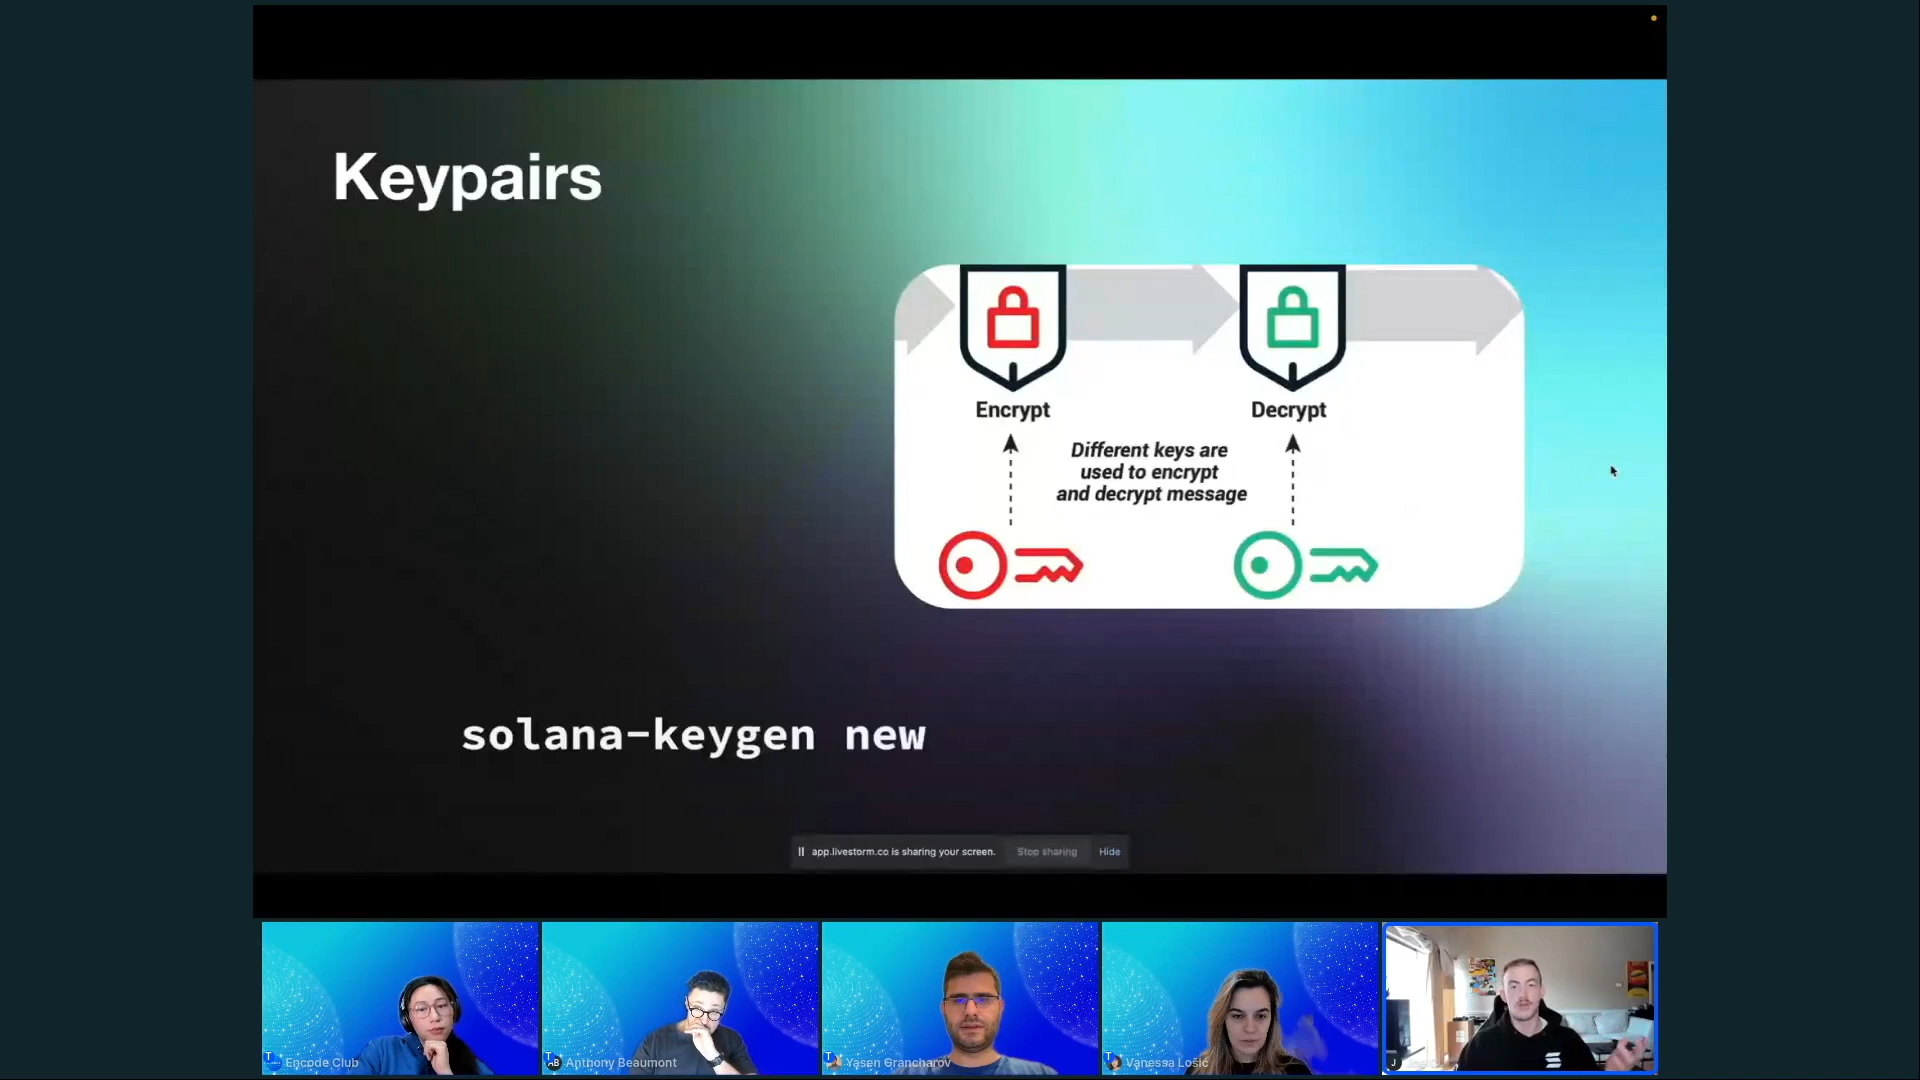 Keypairs
Encrypt
Decrypt
Different keys are
used to encrypt
and decrypt message
solana-keygen new
app.livestorm.co is sharing your screen.
Stop sharing
Hide
T
Encode Club
AB
Anthony Beaumont
T
Yasen Grancharov
T
Vanessa Lošić
J